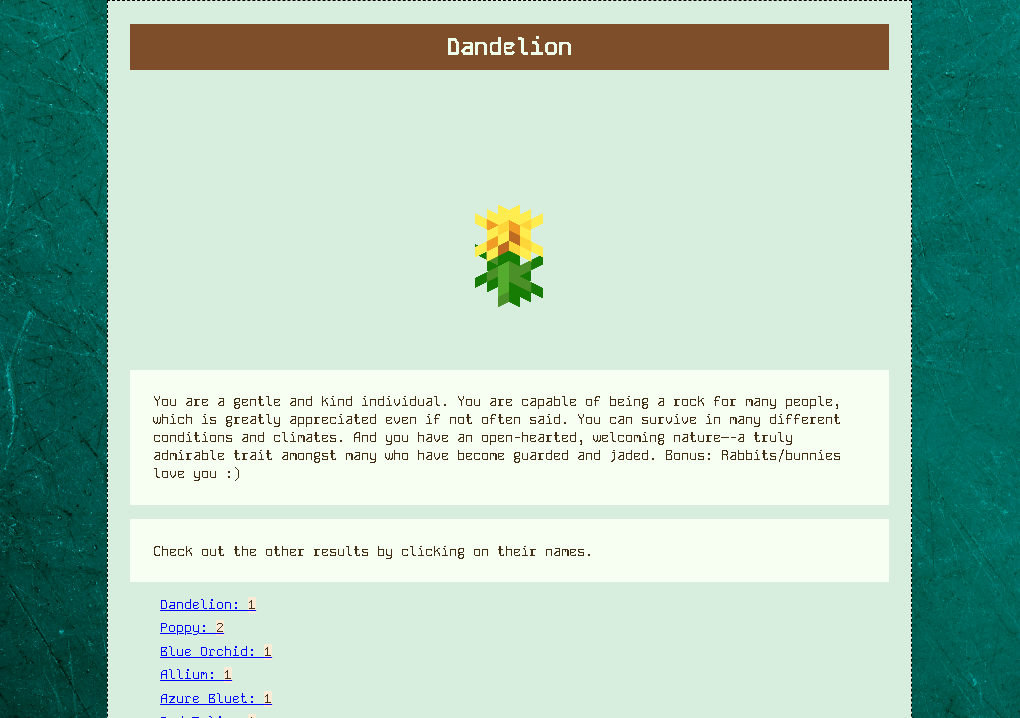 Dandelion
You are a gentle and kind individual. You are capable of being a rock for many people,
which is greatly appreciated even if not often said. You can survive in many different
conditions and climates. And you have an open-hearted, welcoming nature--a truly
admirable trait amongst many who have become guarded and jaded. Bonus: Rabbits/bunnies
love you :)
Check out the other results by clicking on their names.
Dandelion: 1
Poppy: 2
Blue Orchid: 1
Allium: 1
Azure Bluet: 1